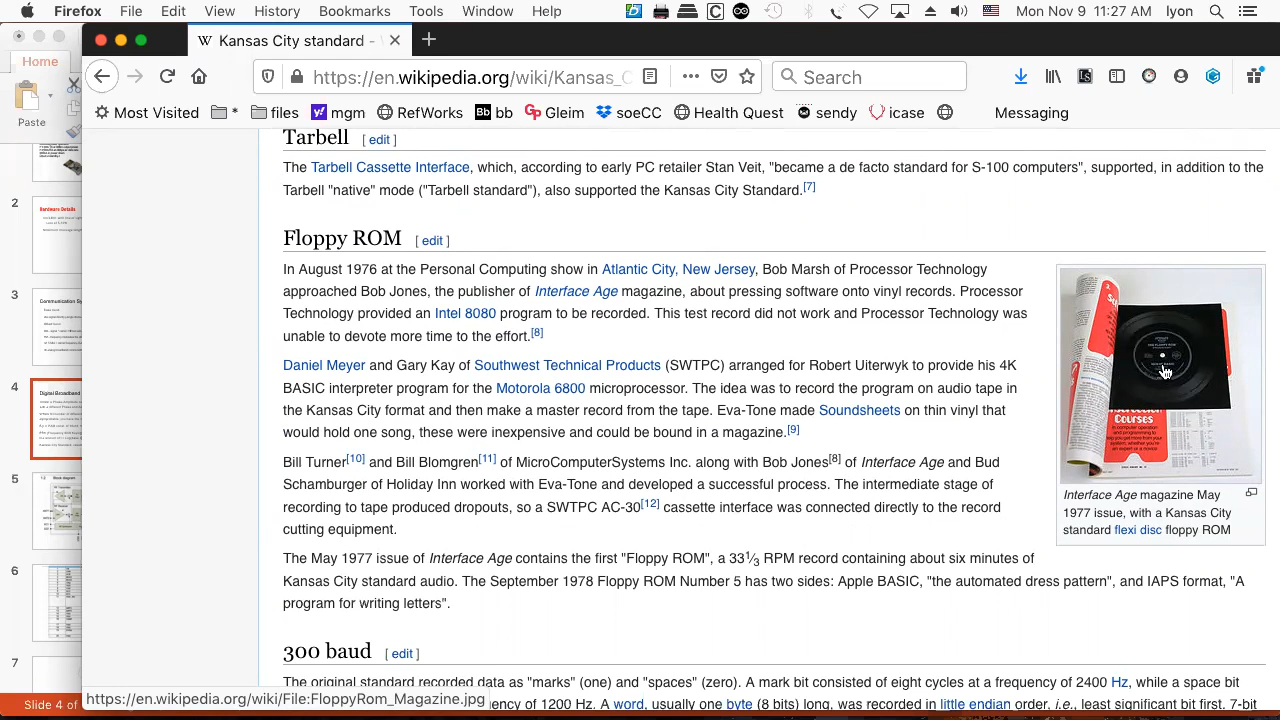 Firefox File Edit View History Bookmarks Tools Window Help Mon Nov 9 11:27 AM lyon
Kansas City standard -
https://en.wikipedia.org/wiki/Kansas_C Search
Most Visited * files mgm RefWorks bb Gleim soeCC Health Quest sendy icase Messaging
Home
Paste
2
3
4
5
6
7
Slide 4 of
Tarbell [ edit ]
The Tarbell Cassette Interface, which, according to early PC retailer Stan Veit, "became a de facto standard for S-100 computers", supported, in addition to the
Tarbell "native" mode ("Tarbell standard"), also supported the Kansas City Standard.[7]
Floppy ROM [ edit ]
In August 1976 at the Personal Computing show in Atlantic City, New Jersey, Bob Marsh of Processor Technology
approached Bob Jones, the publisher of Interface Age magazine, about pressing software onto vinyl records. Processor
Technology provided an Intel 8080 program to be recorded. This test record did not work and Processor Technology was
unable to devote more time to the effort.[8]
Daniel Meyer and Gary Kay of Southwest Technical Products (SWTPC) arranged for Robert Uiterwyk to provide his 4K
BASIC interpreter program for the Motorola 6800 microprocessor. The idea was to record the program on audio tape in
the Kansas City format and then make a master record from the tape. Eva-Tone made Soundsheets on thin vinyl that
would hold one song. These were inexpensive and could be bound in a magazine.[9]
Bill Turner[10] and Bill Blomgren[11] of MicroComputerSystems Inc. along with Bob Jones[8] of Interface Age and Bud
Schamburger of Holiday Inn worked with Eva-Tone and developed a successful process. The intermediate stage of
recording to tape produced dropouts, so a SWTPC AC-30[12] cassette interface was connected directly to the record
cutting equipment.
The May 1977 issue of Interface Age contains the first "Floppy ROM", a 33⅓ RPM record containing about six minutes of
Kansas City standard audio. The September 1978 Floppy ROM Number 5 has two sides: Apple BASIC, "the automated dress pattern", and IAPS format, "A
program for writing letters".
Courses
Interface Age magazine May
1977 issue, with a Kansas City
standard flexi disc floppy ROM
300 baud [ edit ]
The original standard recorded data as "marks" (one) and "spaces" (zero). A mark bit consisted of eight cycles at a frequency of 2400 Hz, while a space bit
cy of 1200 Hz. A word, usually one little endian order, i.e., least significant bit first. 7-bit
https://en.wikipedia.org/wiki/File:FloppyRom_Magazine.jpg